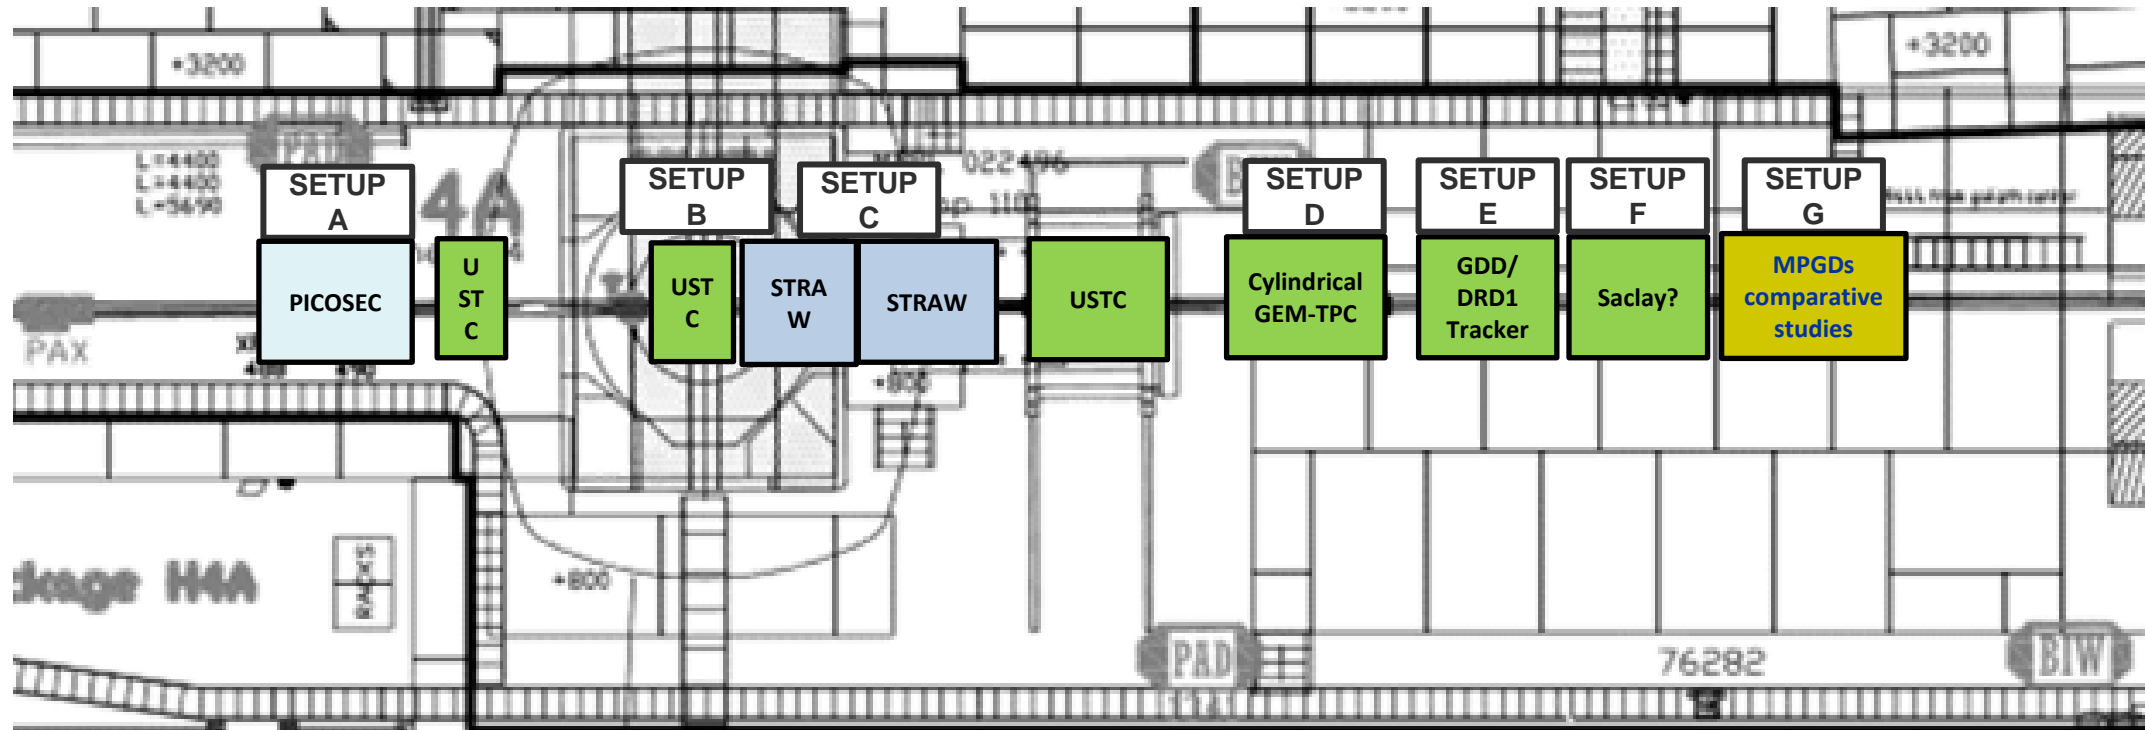 +3200
+3200
PAD
L=4400
L=4400
L=5690
4A
022496
110
SETUP
A
SETUP
B
SETUP
C
SETUP
D
SETUP
E
SETUP
F
SETUP
G
PICOSEC
U
ST
C
UST
C
STRA
W
STRAW
USTC
Cylindrical
GEM-TPC
GDD/
DRD1
Tracker
Saclay?
MPGDs
comparative
studies
PAX
+800
H4A
RACKS
+800
PAD
76282
BIW